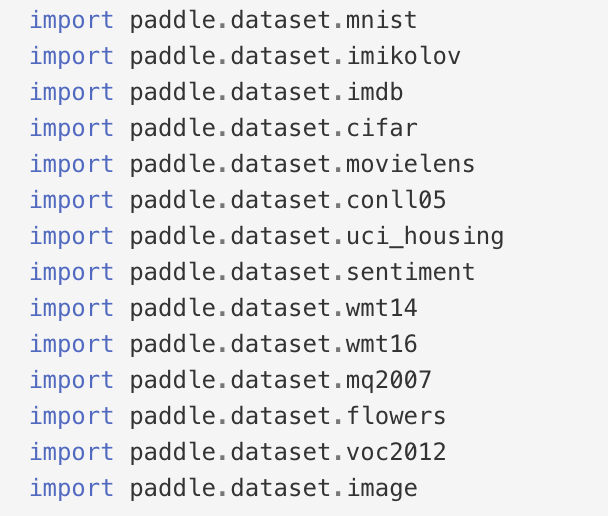 import paddle.dataset.mnist
import paddle.dataset.imikolov
import paddle.dataset.imdb
import paddle.dataset.cifar
import paddle.dataset.movielens
import paddle.dataset.conll05
import paddle.dataset.uci_housing
import paddle.dataset.sentiment
import paddle.dataset.wmt14
import paddle.dataset.wmt16
import paddle.dataset.mq2007
import paddle.dataset.flowers
import paddle.dataset.voc2012
import paddle.dataset.image